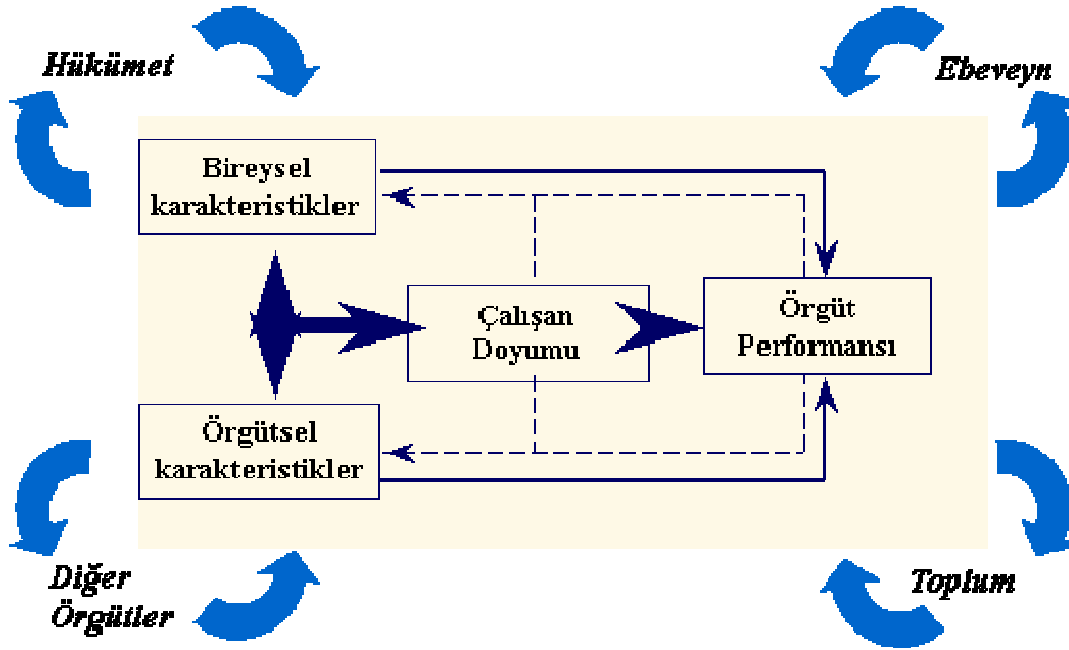 Hükümet
Ebeveyn
Bireysel
karakteristikler
Çalışan
Doyumu
Örgüt
Performansı
Örgütsel
karakteristikler
Diğer
Örgütler
Toplum